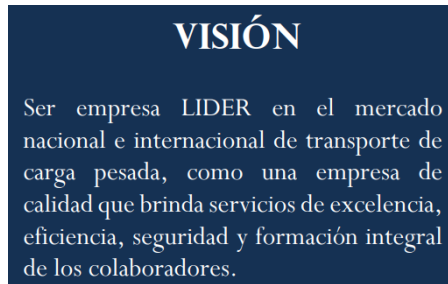 VISIÓN
Ser empresa LIDER en el mercado
nacional e internacional de transporte de
carga pesada, como una empresa de
calidad que brinda servicios de excelencia,
eficiencia, seguridad y formación integral
de los colaboradores.